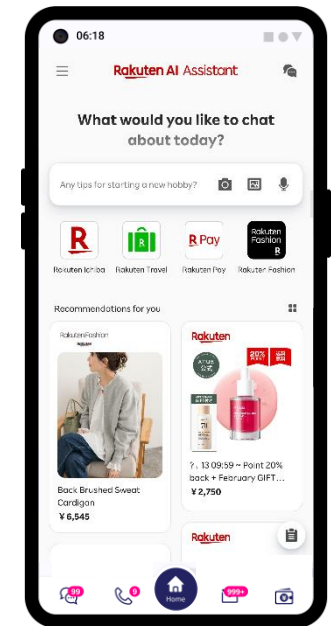 06:18
Rakuten AI Assistant
What would you like to chat
about today?
Any tips for starting a new hobby?
R
R
R Pay
Rakuten
Fashion
R
Rakuten Ichiba
Rakuten Travel
Rakuten Pay
Rakuten Fashion
Recommendations for you
Rakuten Fashion
Back Brushed Sweat
Cardigan
¥ 6,545
Rakuten
20%
公式
70
?, 13 09:59 ~ Point 20%
back + February GIFT...
¥ 2,750
Rakuten
99
9
Home
999+